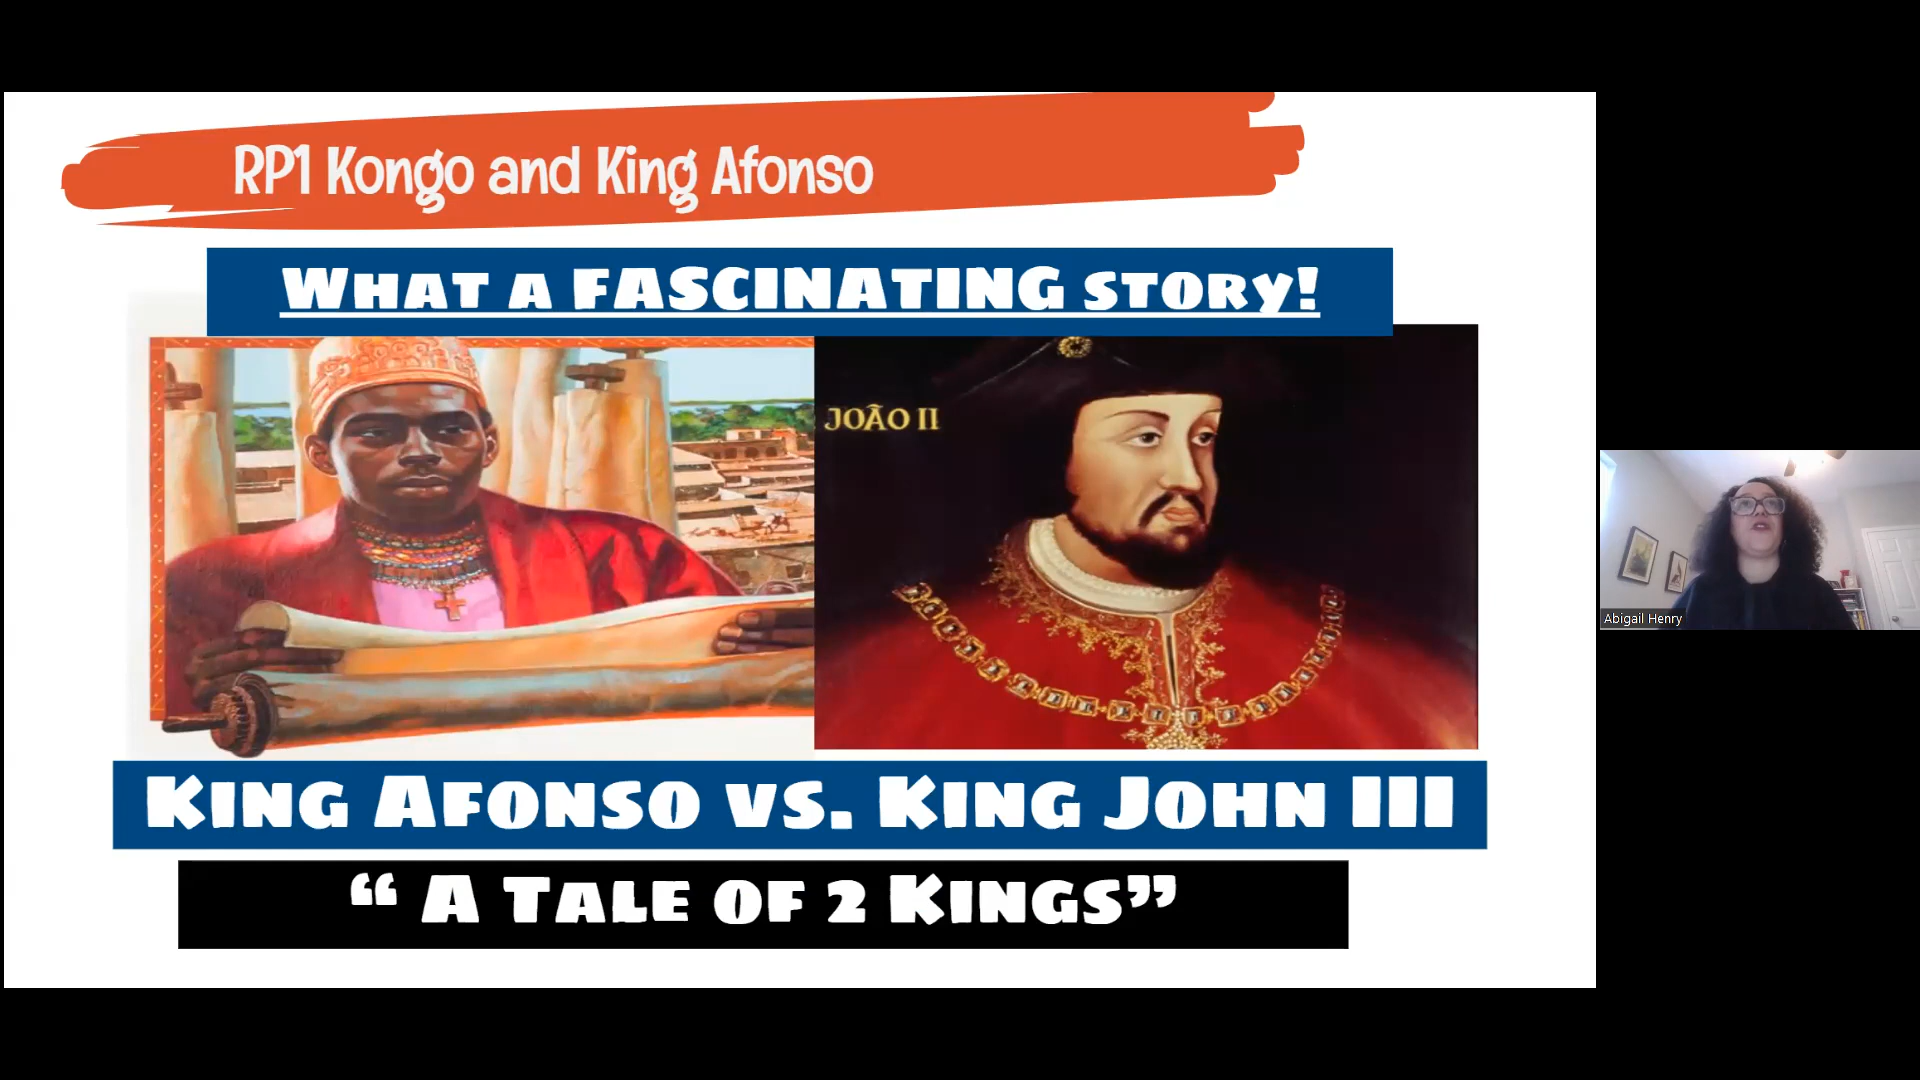 RP1 Kongo and King Afonso
What a FASCINATING story!
JOÃO II
King Afonso vs. King John III
“ A Tale of 2 Kings”
Abigail Henry